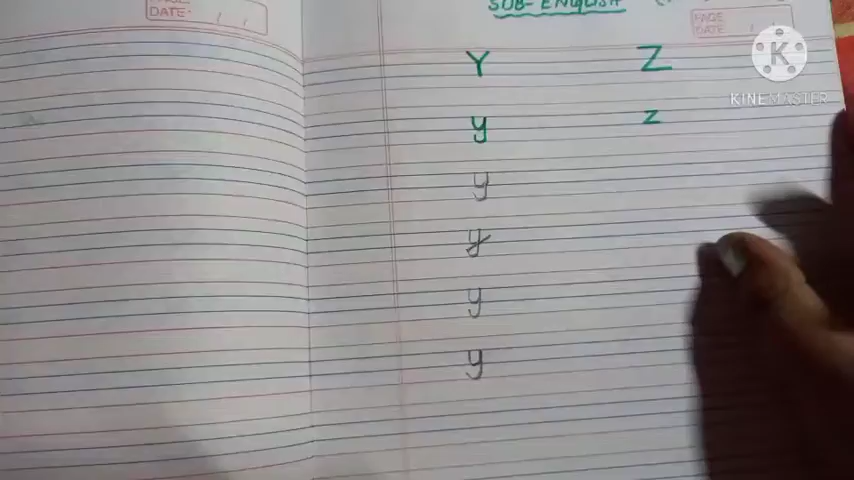 DATE:
SUB-ENGLISH
PAGE
DATE
KINEMASTER
Y Z
y z
y
y
y
y